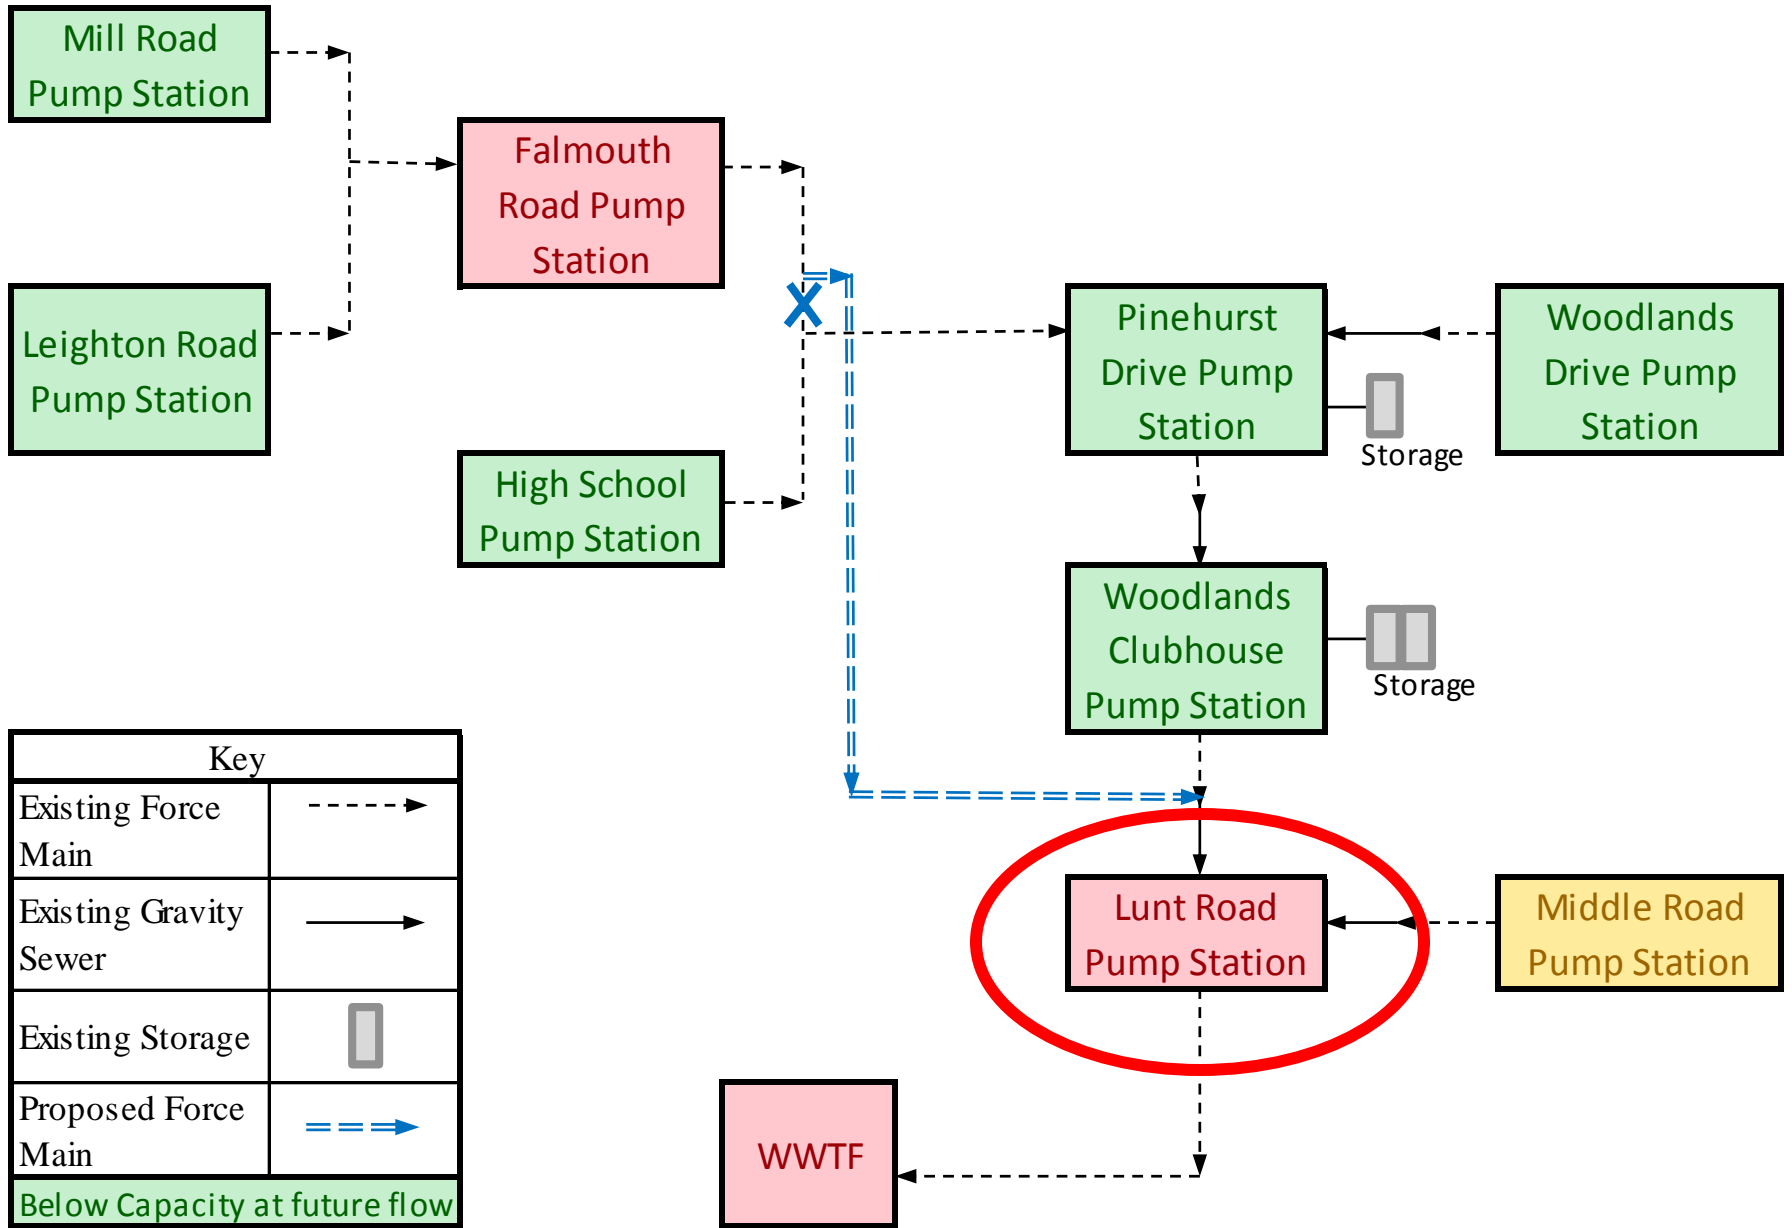 Mill Road
Pump Station
Falmouth
Road Pump
Station
Leighton Road
Pump Station
Pinehurst
Drive Pump
Station
Woodlands
Drive Pump
Station
Storage
High School
Pump Station
Woodlands
Clubhouse
Pump Station
Storage
Key
Existing Force
Main
Existing Gravity
Sewer
Existing Storage
Proposed Force
Main
Below Capacity at future flow
Lunt Road
Pump Station
Middle Road
Pump Station
WWTF